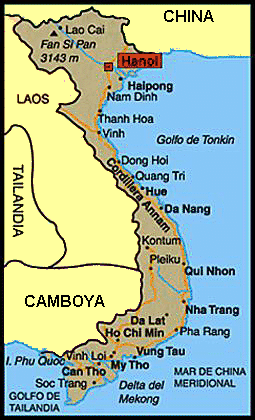 CHINA
Lao Cai
Fan Si Pan
3143 m
Hanoi
Haipong
Nam Dinh
LAOS
Thanh Hoa
Vinh
Golfo de Tonkin
Dong Hoi
Quang Tri
Cordillera Annam
Hue
TAILANDIA
Da Nang
Kontum
Pleiku
Qui Nhon
CAMBOYA
Nha Trang
Da Lat
Ho Chi Min
Pha Rang
I. Phu Quoc
Vinh Loi
Vung Tau
My Tho
Can Tho
MAR DE CHINA
MERIDIONAL
Soc Trang
Delta del
Mekong
GOLFO DE
TAILANDIA